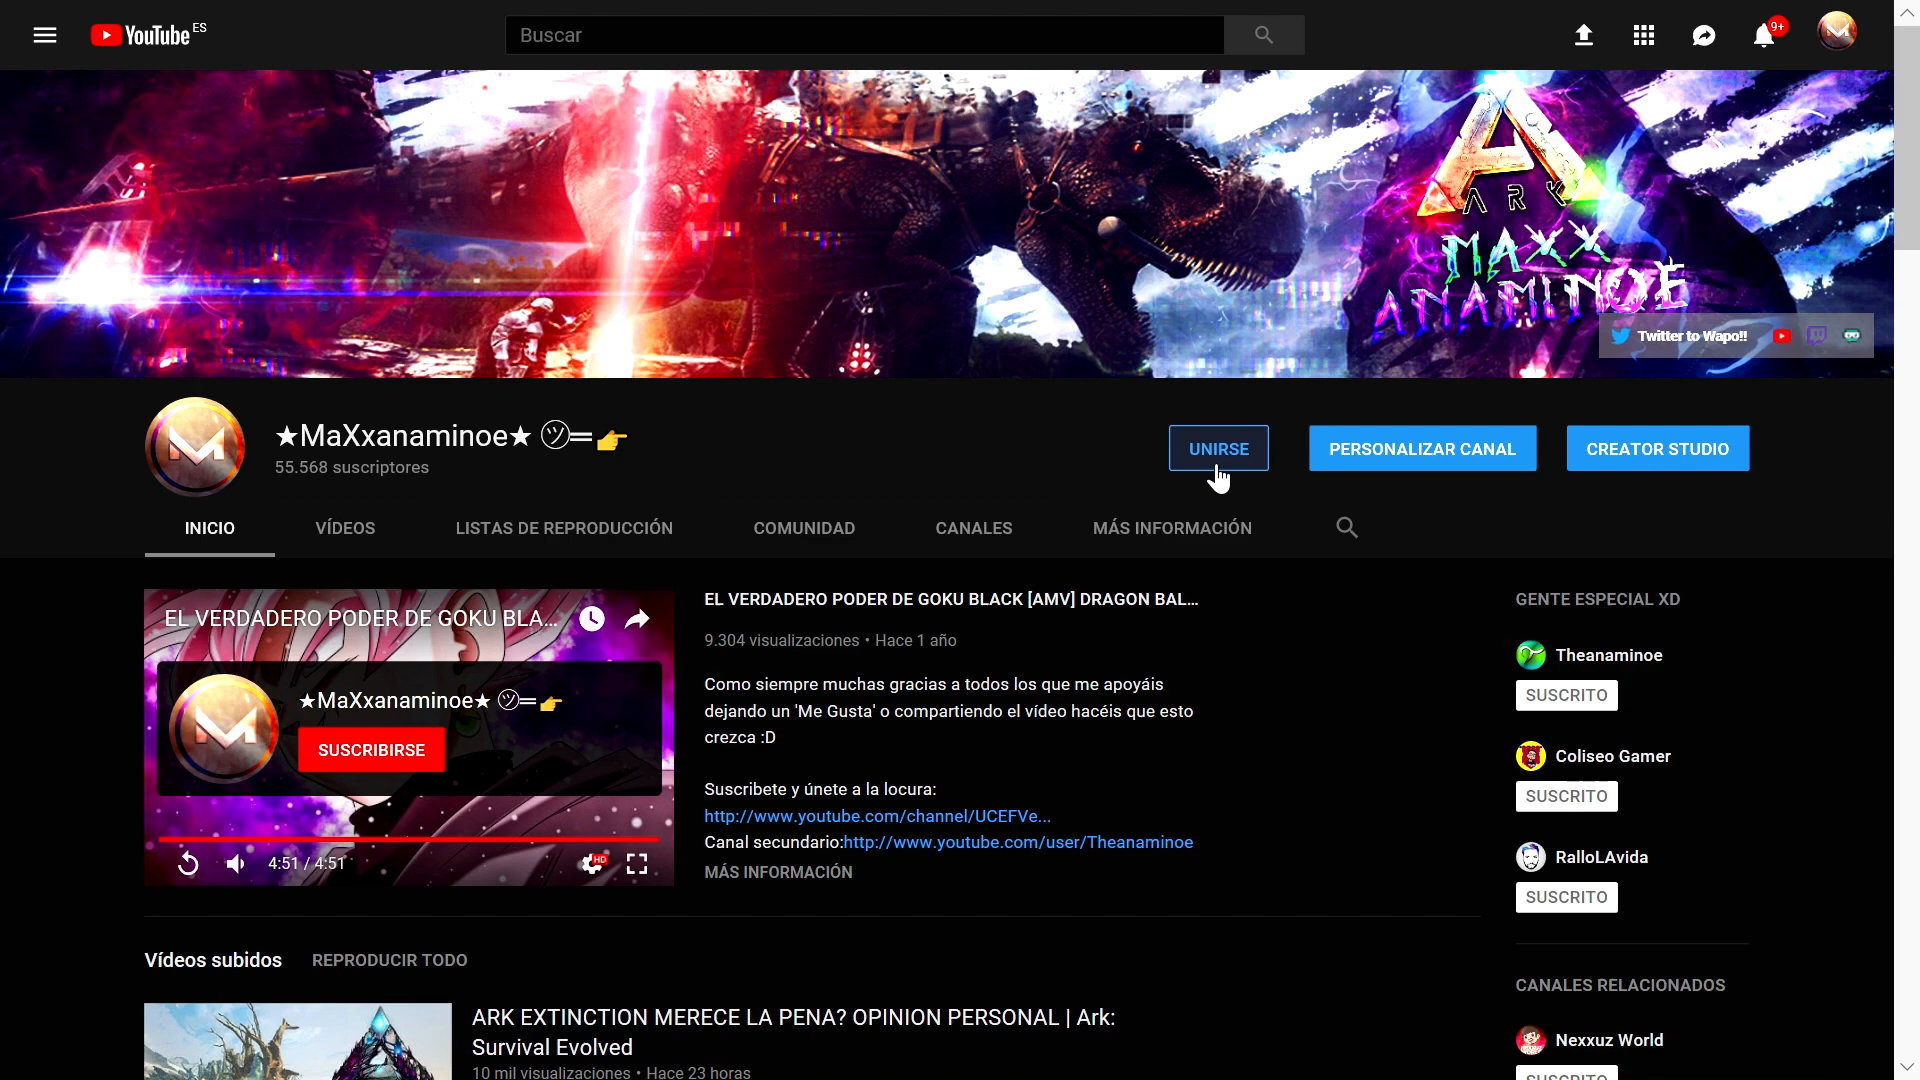 YouTube ES
Buscar
9+
ARK
MAXX
ANAMINOE
Twitter to Wapo!!
★MaXxanaminoe★ ㋡═👉
55.568 suscriptores
UNIRSE
PERSONALIZAR CANAL
CREATOR STUDIO
INICIO
VÍDEOS
LISTAS DE REPRODUCCIÓN
COMUNIDAD
CANALES
MÁS INFORMACIÓN
EL VERDADERO PODER DE GOKU BLA...
★MaXxanaminoe★ ㋡═👉
SUSCRIBIRSE
4:51 / 4:51
HD
EL VERDADERO PODER DE GOKU BLACK [AMV] DRAGON BAL...
9.304 visualizaciones • Hace 1 año
Como siempre muchas gracias a todos los que me apoyáis
dejando un 'Me Gusta' o compartiendo el vídeo hacéis que esto
crezca :D
Suscribete y únete a la locura:
http://www.youtube.com/channel/UCEFVe...
Canal secundario:http://www.youtube.com/user/Theanaminoe
MÁS INFORMACIÓN
GENTE ESPECIAL XD
Theanaminoe
SUSCRITO
Coliseo Gamer
SUSCRITO
RalloLAvida
SUSCRITO
Vídeos subidos
REPRODUCIR TODO
ARK EXTINCTION MERECE LA PENA? OPINION PERSONAL | Ark:
Survival Evolved
10 mil visualizaciones • Hace 23 horas
CANALES RELACIONADOS
Nexxuz World
SUSCRITO